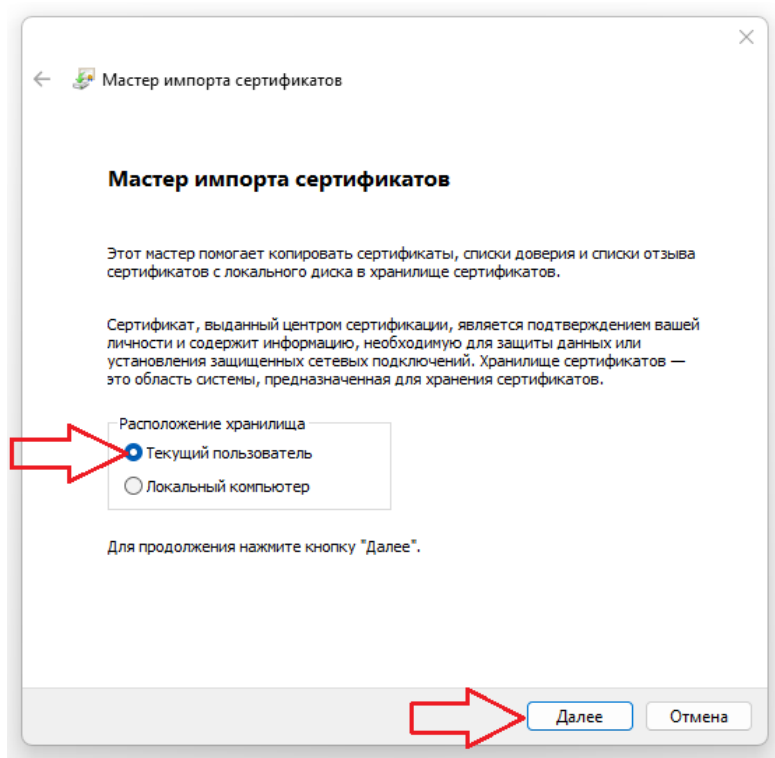 Мастер импорта сертификатов
Мастер импорта сертификатов
Этот мастер помогает копировать сертификаты, списки доверия и списки отзыва
сертификатов с локального диска в хранилище сертификатов.
Сертификат, выданный центром сертификации, является подтверждением вашей
личности и содержит информацию, необходимую для защиты данных или
установления защищенных сетевых подключений. Хранилище сертификатов —
это область системы, предназначенная для хранения сертификатов.
Расположение хранилища
Текущий пользователь
Локальный компьютер
Для продолжения нажмите кнопку "Далее".
Далее
Отмена